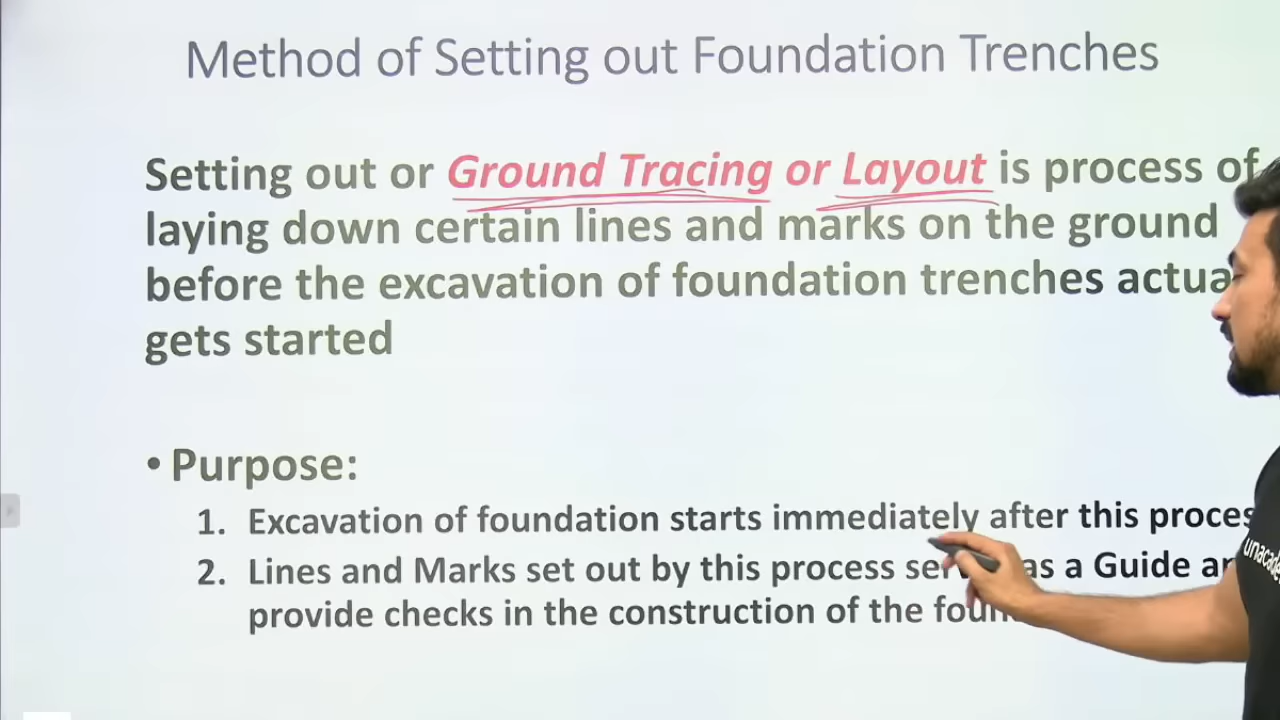 Method of Setting out Foundation Trenches
Setting out or Ground Tracing or Layout is process of
laying down certain lines and marks on the ground
before the excavation of foundation trenches actua
gets started
• Purpose:
1. Excavation of foundation starts immediately after this proces
2. Lines and Marks set out by this process as a Guide
provide checks in the construction of the
unacade